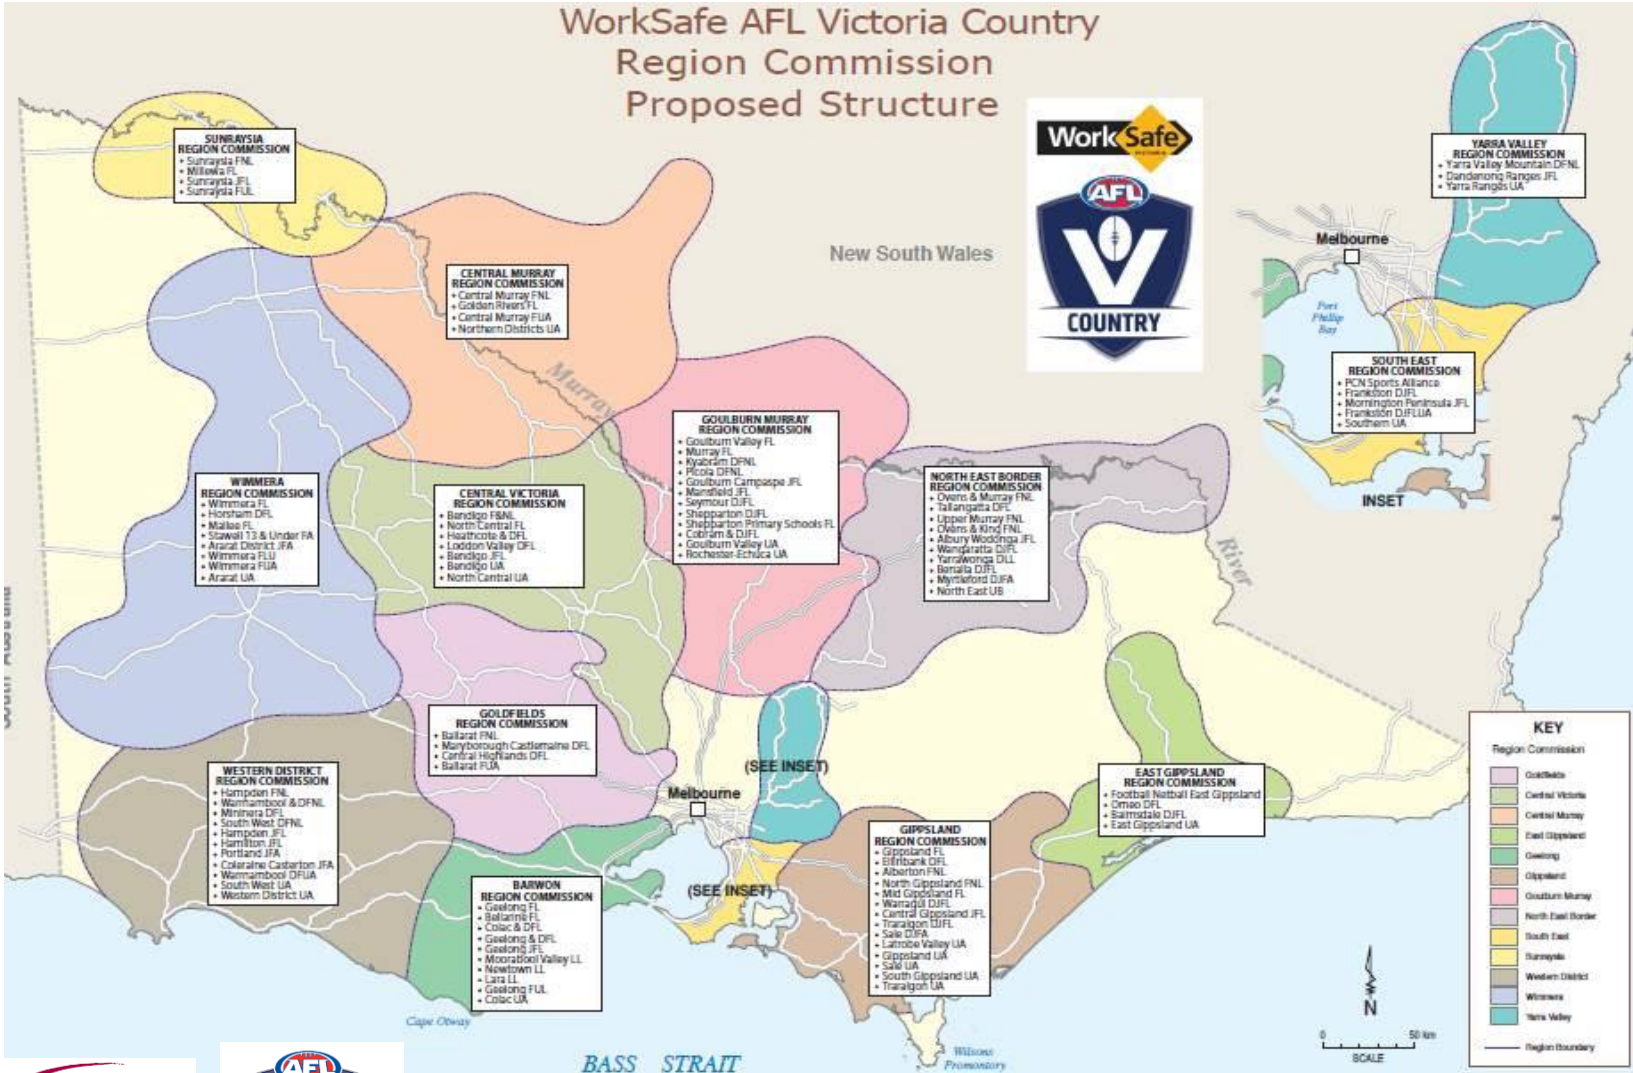 WorkSafe AFL Victoria Country
Region Commission
Proposed Structure
WorkSafe
AFL
V
COUNTRY
SUNRAYSIA
REGION COMMISSION
• Sunraysia FNL
• Millewa FL
• Sunraysia JFL
• Sunraysia FUL
CENTRAL MURRAY
REGION COMMISSION
• Central Murray FNL
• Golden Rivers FL
• Central Murray FUA
• Northern Districts UA
New South Wales
YARRA VALLEY
REGION COMMISSION
• Yarra Valley Mountain DFNL
• Dandenong Ranges JFL
• Yarra Ranges UA
Melbourne
Port
Phillip
Bay
SOUTH EAST
REGION COMMISSION
• PCN Sports Alliance
• Frankston DJFL
• Mornington Peninsula JFL
• Frankston DJFLUA
• Southern UA
INSET
Murray
GOULBURN MURRAY
REGION COMMISSION
• Goulburn Valley FL
• Murray FL
• Kyabram DFNL
• Picola DFNL
• Goulburn Campaspe JFL
• Mansfield JFL
• Seymour DJFL
• Shepparton DJFL
• Shepparton Primary Schools FL
• Cobram & DJFL
• Goulburn Valley UA
• Rochester-Echuca UA
NORTH EAST BORDER
REGION COMMISSION
• Ovens & Murray FNL
• Tallangatta DFL
• Upper Murray FNL
• Ovens & King FNL
• Albury Wodonga JFL
• Wangaratta DJFL
• Yarrawonga DLL
• Benalla DJFL
• Myrtleford DJFA
• North East UB
River
WIMMERA
REGION COMMISSION
• Wimmera FL
• Horsham DFL
• Mallee FL
• Stawell 13 & Under FA
• Ararat District JFA
• Wimmera FLU
• Wimmera FUA
• Ararat UA
CENTRAL VICTORIA
REGION COMMISSION
• Bendigo F&NL
• North Central FL
• Heathcote & DFL
• Loddon Valley DFL
• Bendigo JFL
• Bendigo UA
• North Central UA
South Australia
GOLDFIELDS
REGION COMMISSION
• Ballarat FNL
• Maryborough Castlemaine DFL
• Central Highlands DFL
• Ballarat FUA
WESTERN DISTRICT
REGION COMMISSION
• Hampden FNL
• Warrnambool & DFNL
• Mininera DFL
• South West DFNL
• Hampden JFL
• Hamilton JFL
• Portland JFA
• Coleraine Casterton JFA
• Warrnambool DFUA
• South West UA
• Western District UA
Melbourne
(SEE INSET)
(SEE INSET)
BARWON
REGION COMMISSION
• Geelong FL
• Bellarine FL
• Colac & DFL
• Geelong & DFL
• Geelong JFL
• Moorabool Valley LL
• Newtown LL
• Lara LL
• Geelong FUL
• Colac UA
GIPPSLAND
REGION COMMISSION
• Gippsland FL
• Ellinbank DFL
• Alberton FNL
• North Gippsland FNL
• Mid Gippsland FL
• Warragul DJFL
• Central Gippsland JFL
• Traralgon DJFL
• Sale DJFA
• Latrobe Valley UA
• Gippsland UA
• Sale UA
• South Gippsland UA
• Traralgon UA
EAST GIPPSLAND
REGION COMMISSION
• Football Netball East Gippsland
• Omeo DFL
• Bairnsdale DJFL
• East Gippsland UA
KEY
Region Commission
Goldfields
Central Victoria
Central Murray
East Gippsland
Geelong
Gippsland
Goulburn Murray
North East Border
South East
Sunraysia
Western District
Wimmera
Yarra Valley
Region Boundary
N
0 50 km
SCALE
Cape Otway
BASS STRAIT
Wilsons
Promontory
AFL